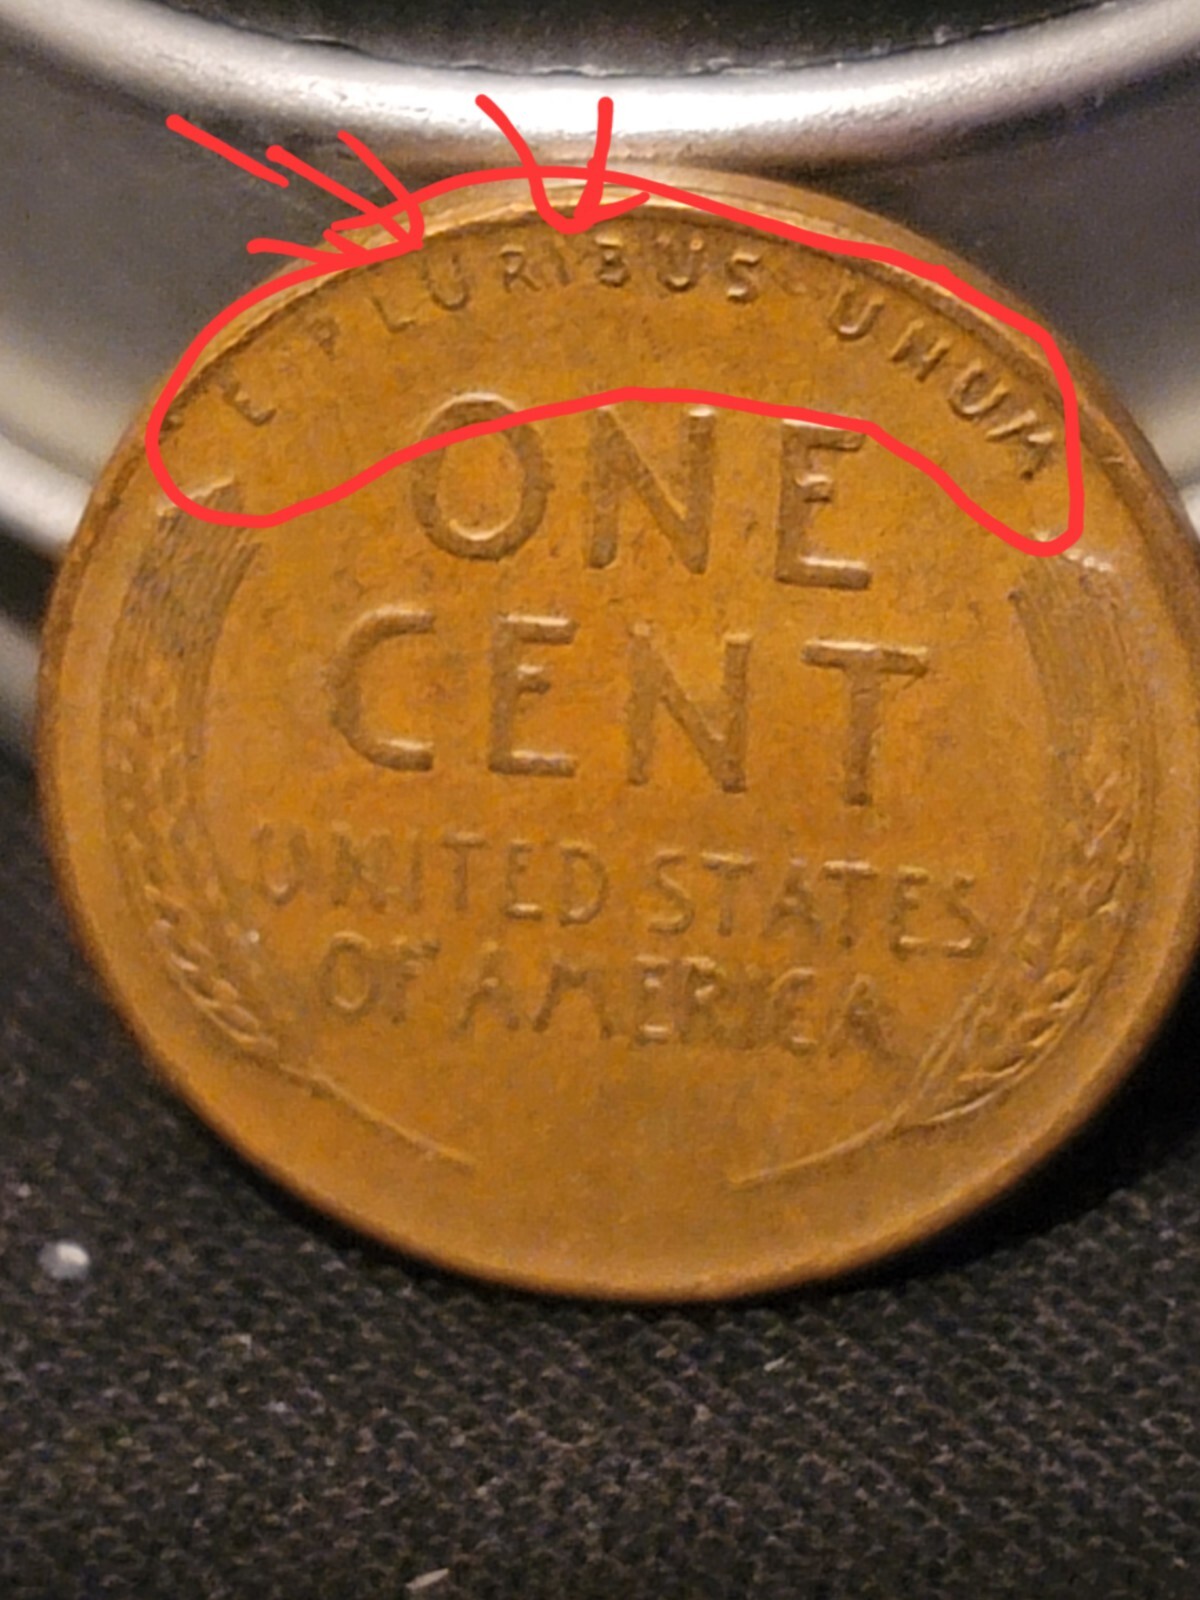 E PLURIBUS UNUM
ONE
CENT
UNITED STATES
OF AMERICA